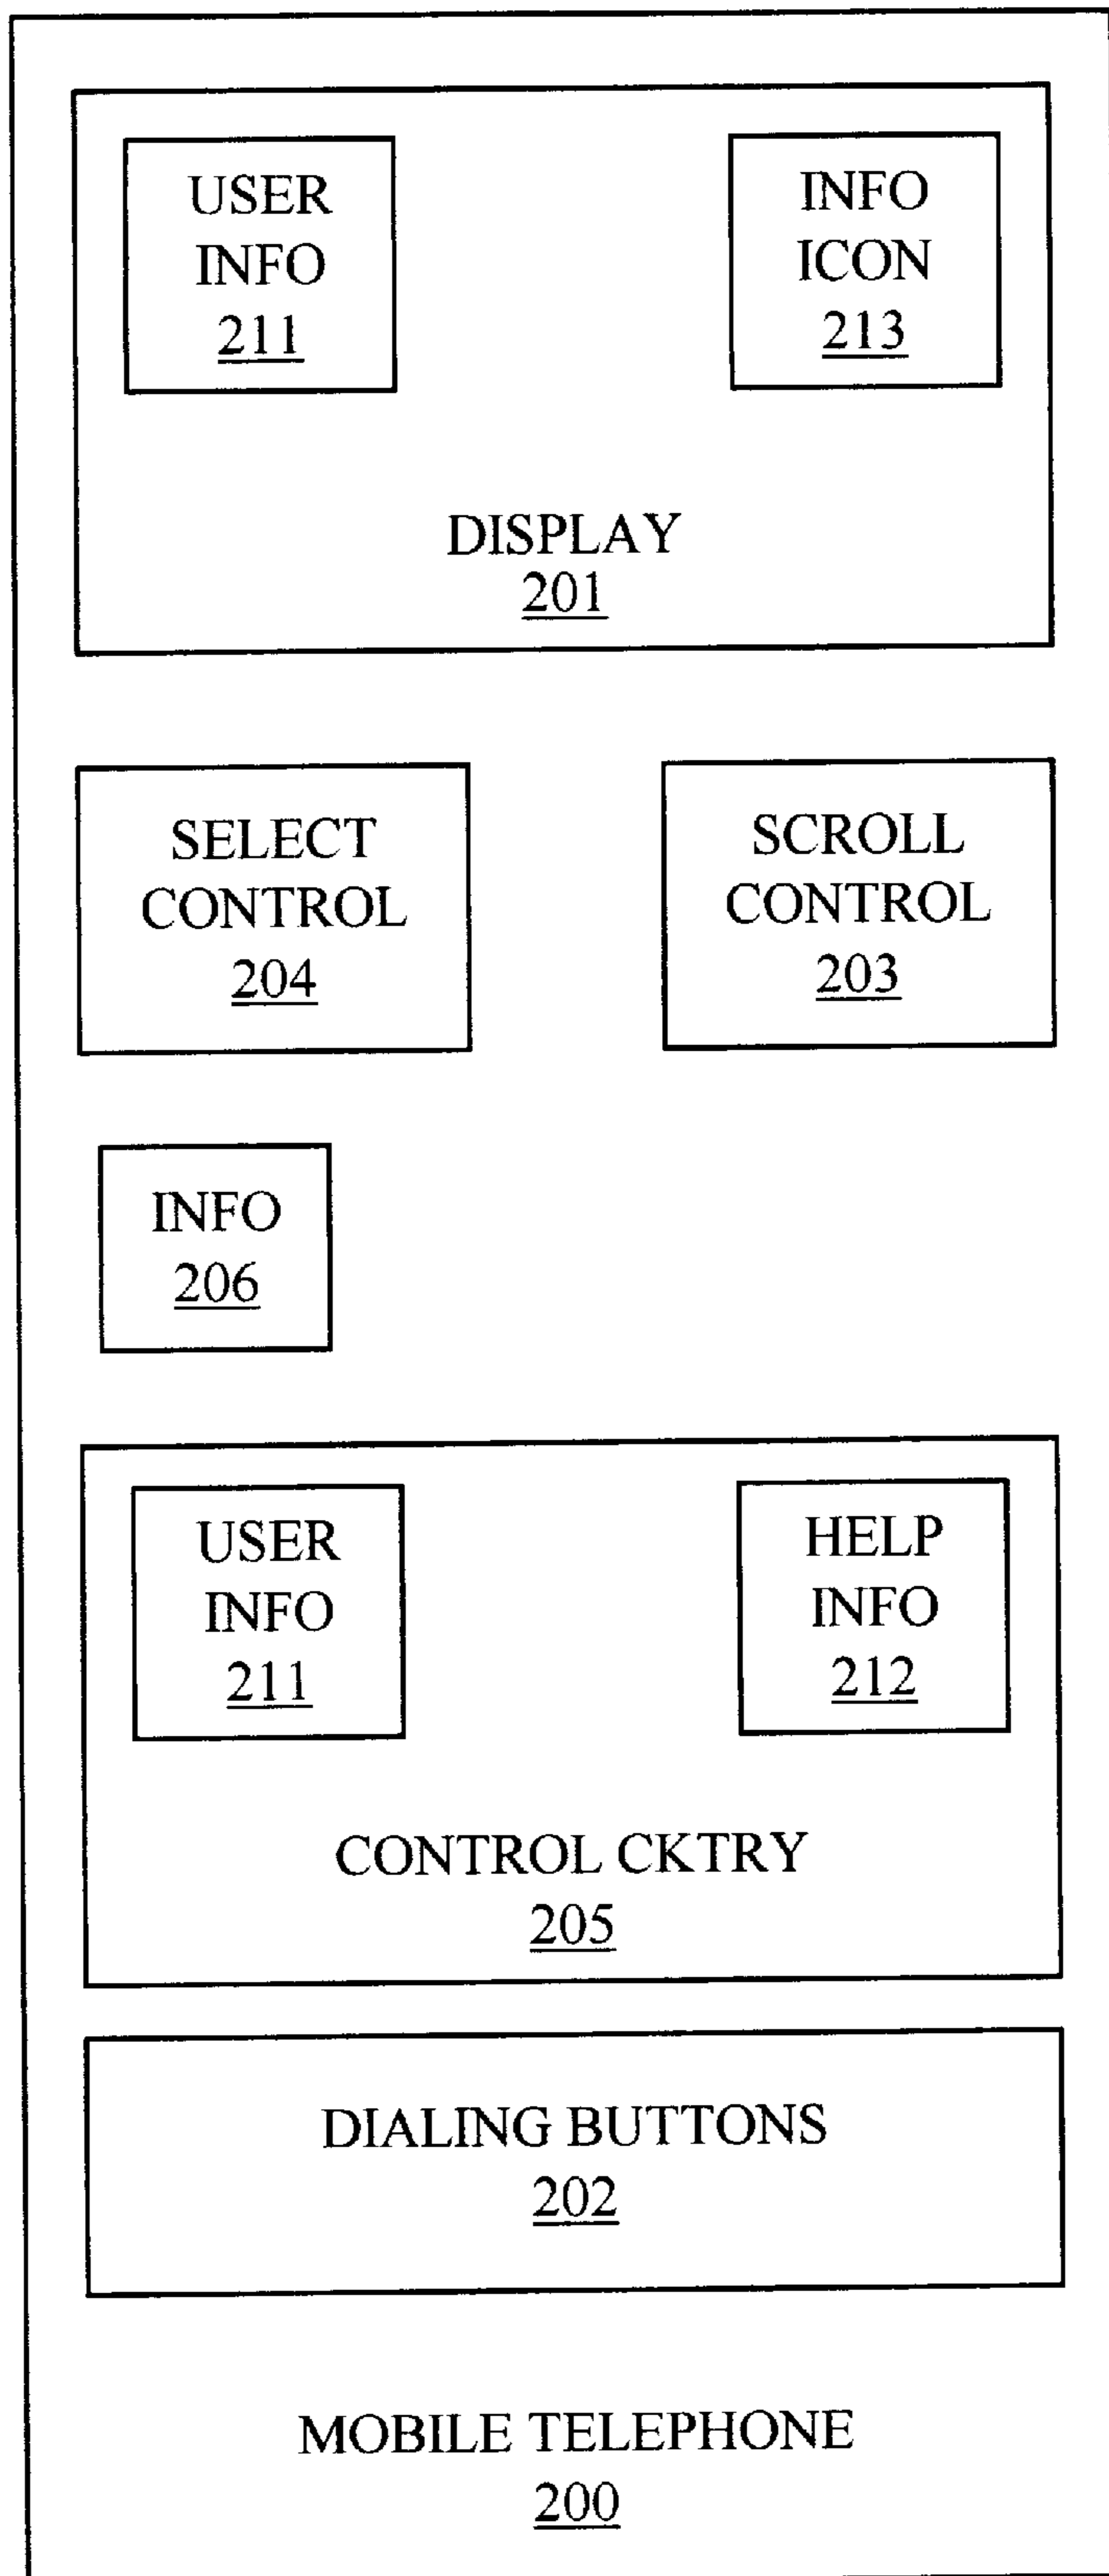 USER
INFO
211
INFO
ICON
213
DISPLAY
201
SELECT
CONTROL
204
SCROLL
CONTROL
203
INFO
206
USER
INFO
211
HELP
INFO
212
CONTROL CKTRY
205
DIALING BUTTONS
202
MOBILE TELEPHONE
200